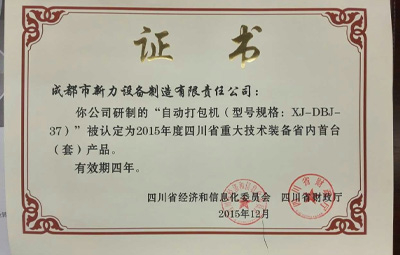 证书
成都市新力设备制造有限责任公司：
你公司研制的“自动打包机（型号规格：XJ-DBJ-
37）”被认定为2015年度四川省重大技术装备省内首台
（套）产品。
有效期四年。
四川省经济和信息化委员会 四川省财政厅
2015年12月